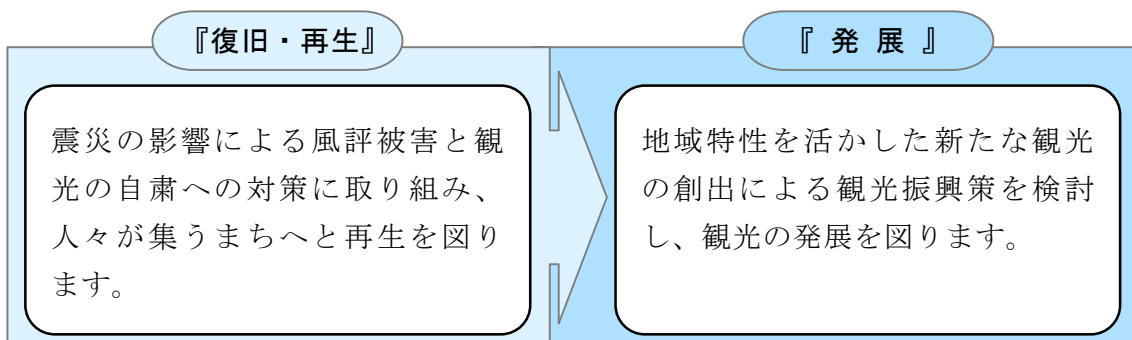 『復旧・再生』
震災の影響による風評被害と観
光の自粛への対策に取り組み、
人々が集うまちへと再生を図り
ます。
『 発 展 』
地域特性を活かした新たな観光
の創出による観光振興策を検討
し、観光の発展を図ります。